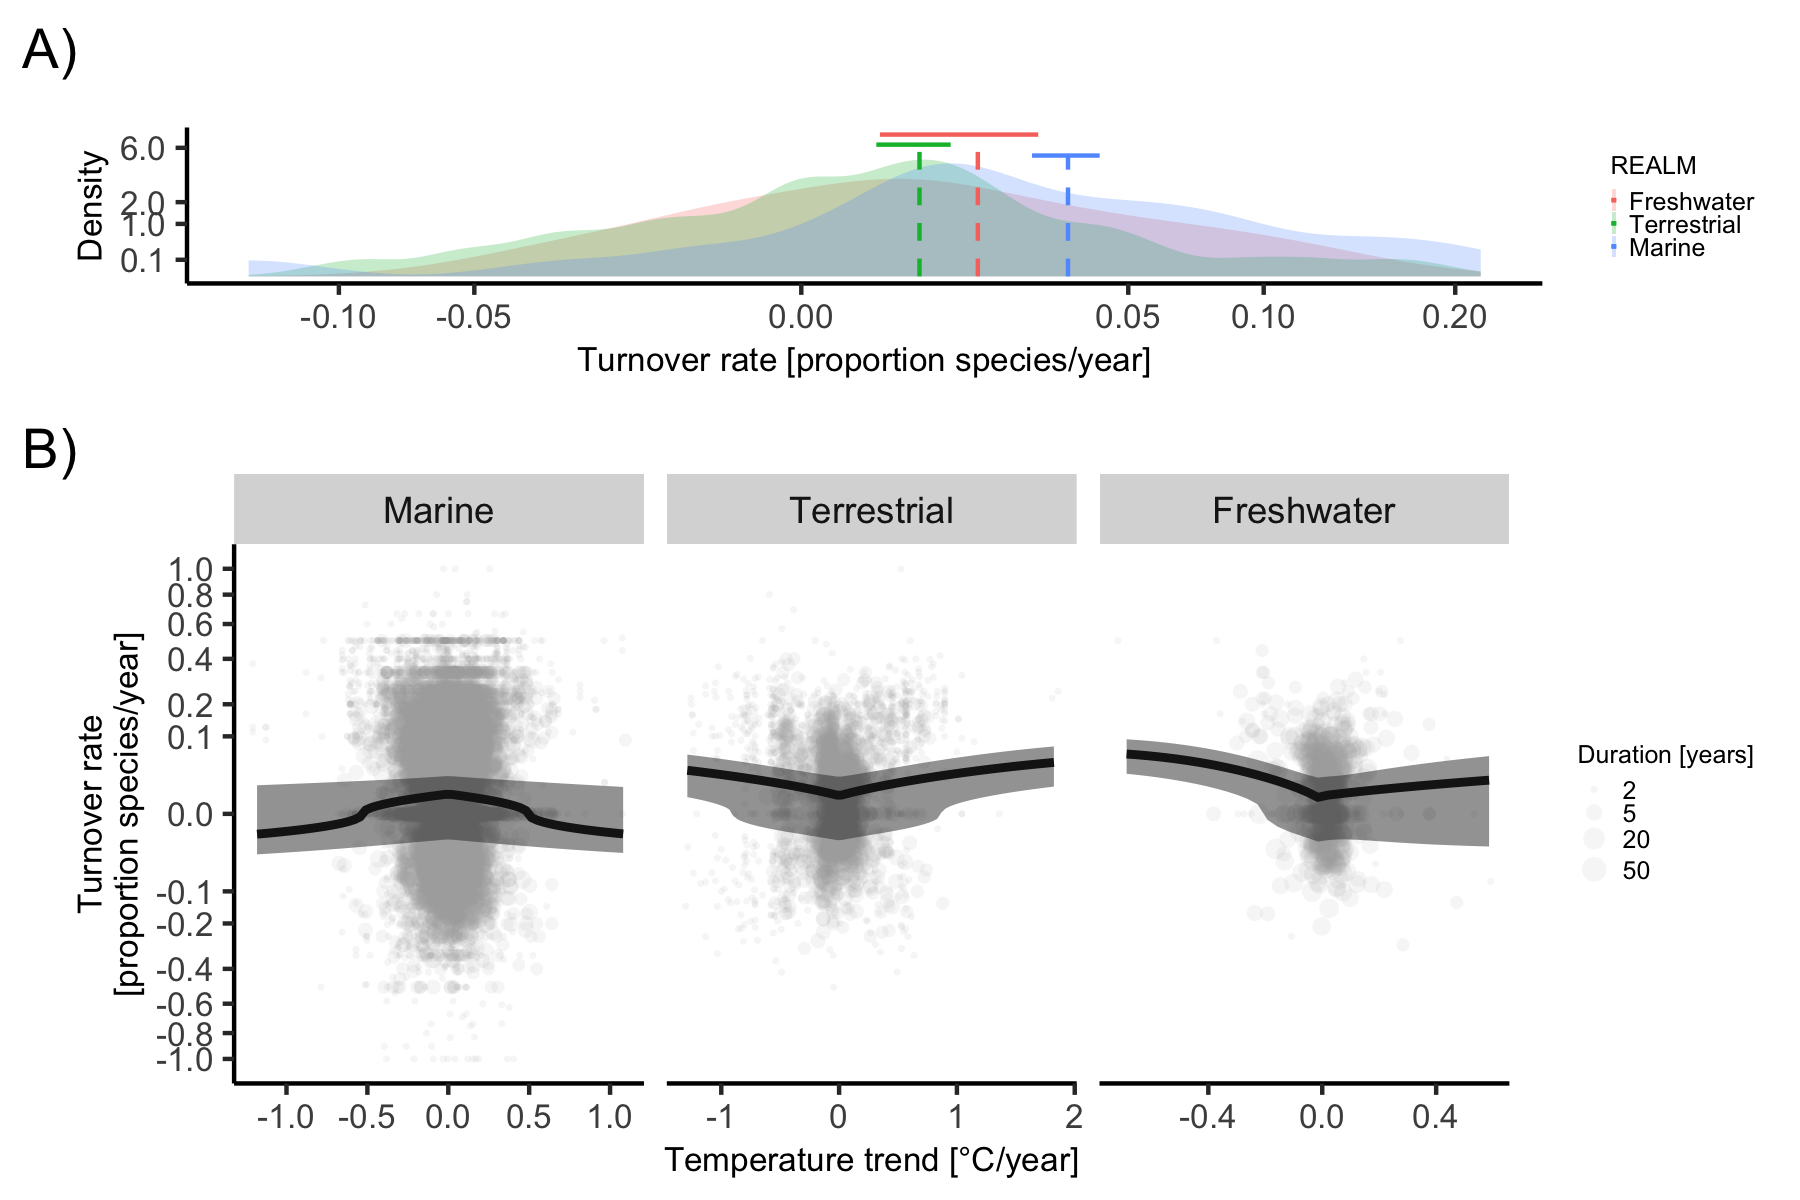 A)
Density
6.0
2.0
1.0
0.1
-0.10 -0.05 0.00 0.05 0.10 0.20
Turnover rate [proportion species/year]
REALM
Freshwater
Terrestrial
Marine
B)
Marine Terrestrial Freshwater
Turnover rate
[proportion species/year]
1.0
0.8
0.6
0.4
0.2
0.1
0.0
-0.1
-0.2
-0.4
-0.6
-0.8
-1.0
-1.0 -0.5 0.0 0.5 1.0 -1 0 1 2 -0.4 0.0 0.4
Temperature trend [°C/year]
Duration [years]
2
5
20
50